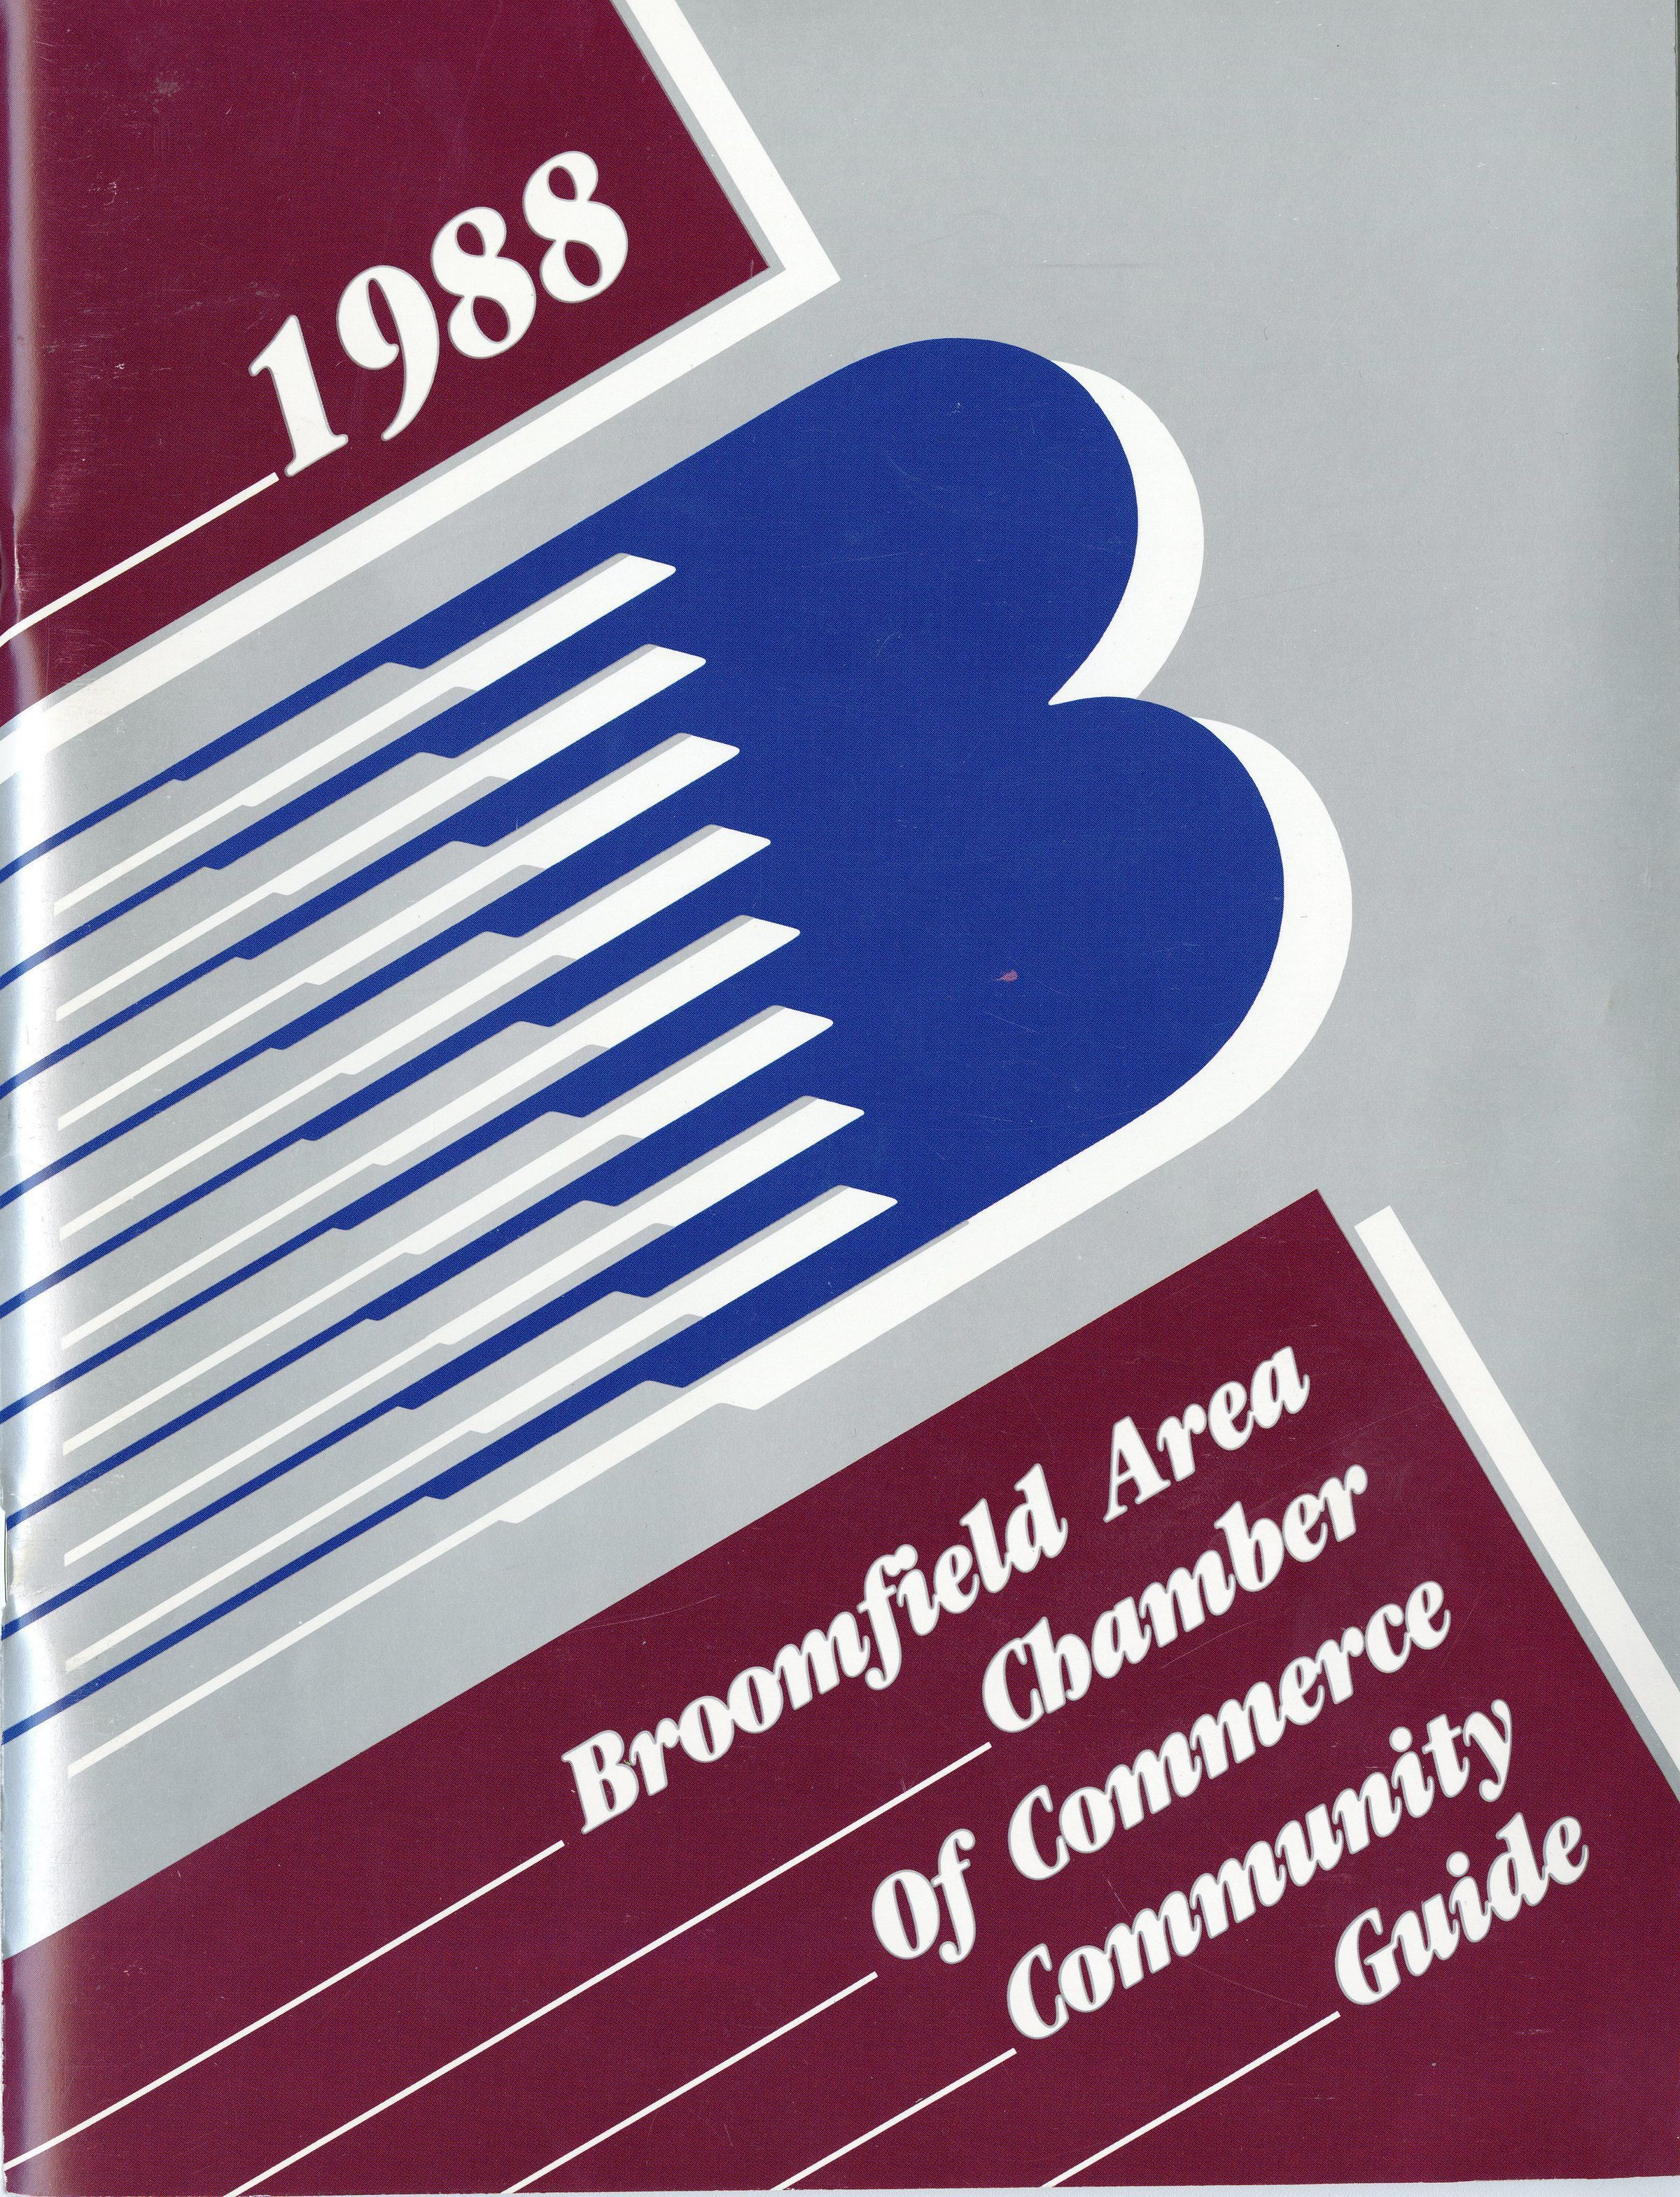 1988
Broomfield Area
Chamber
Of Commerce
Community
Guide